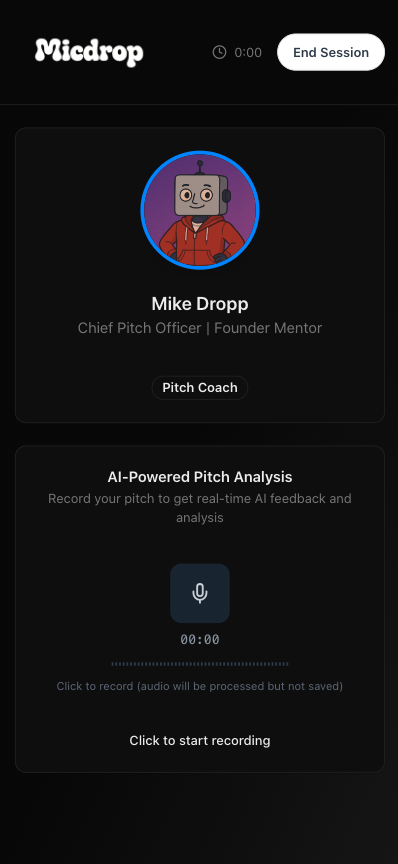 Micdrop
0:00
End Session
Mike Dropp
Chief Pitch Officer | Founder Mentor
Pitch Coach
AI-Powered Pitch Analysis
Record your pitch to get real-time AI feedback and
analysis
00:00
Click to record (audio will be processed but not saved)
Click to start recording